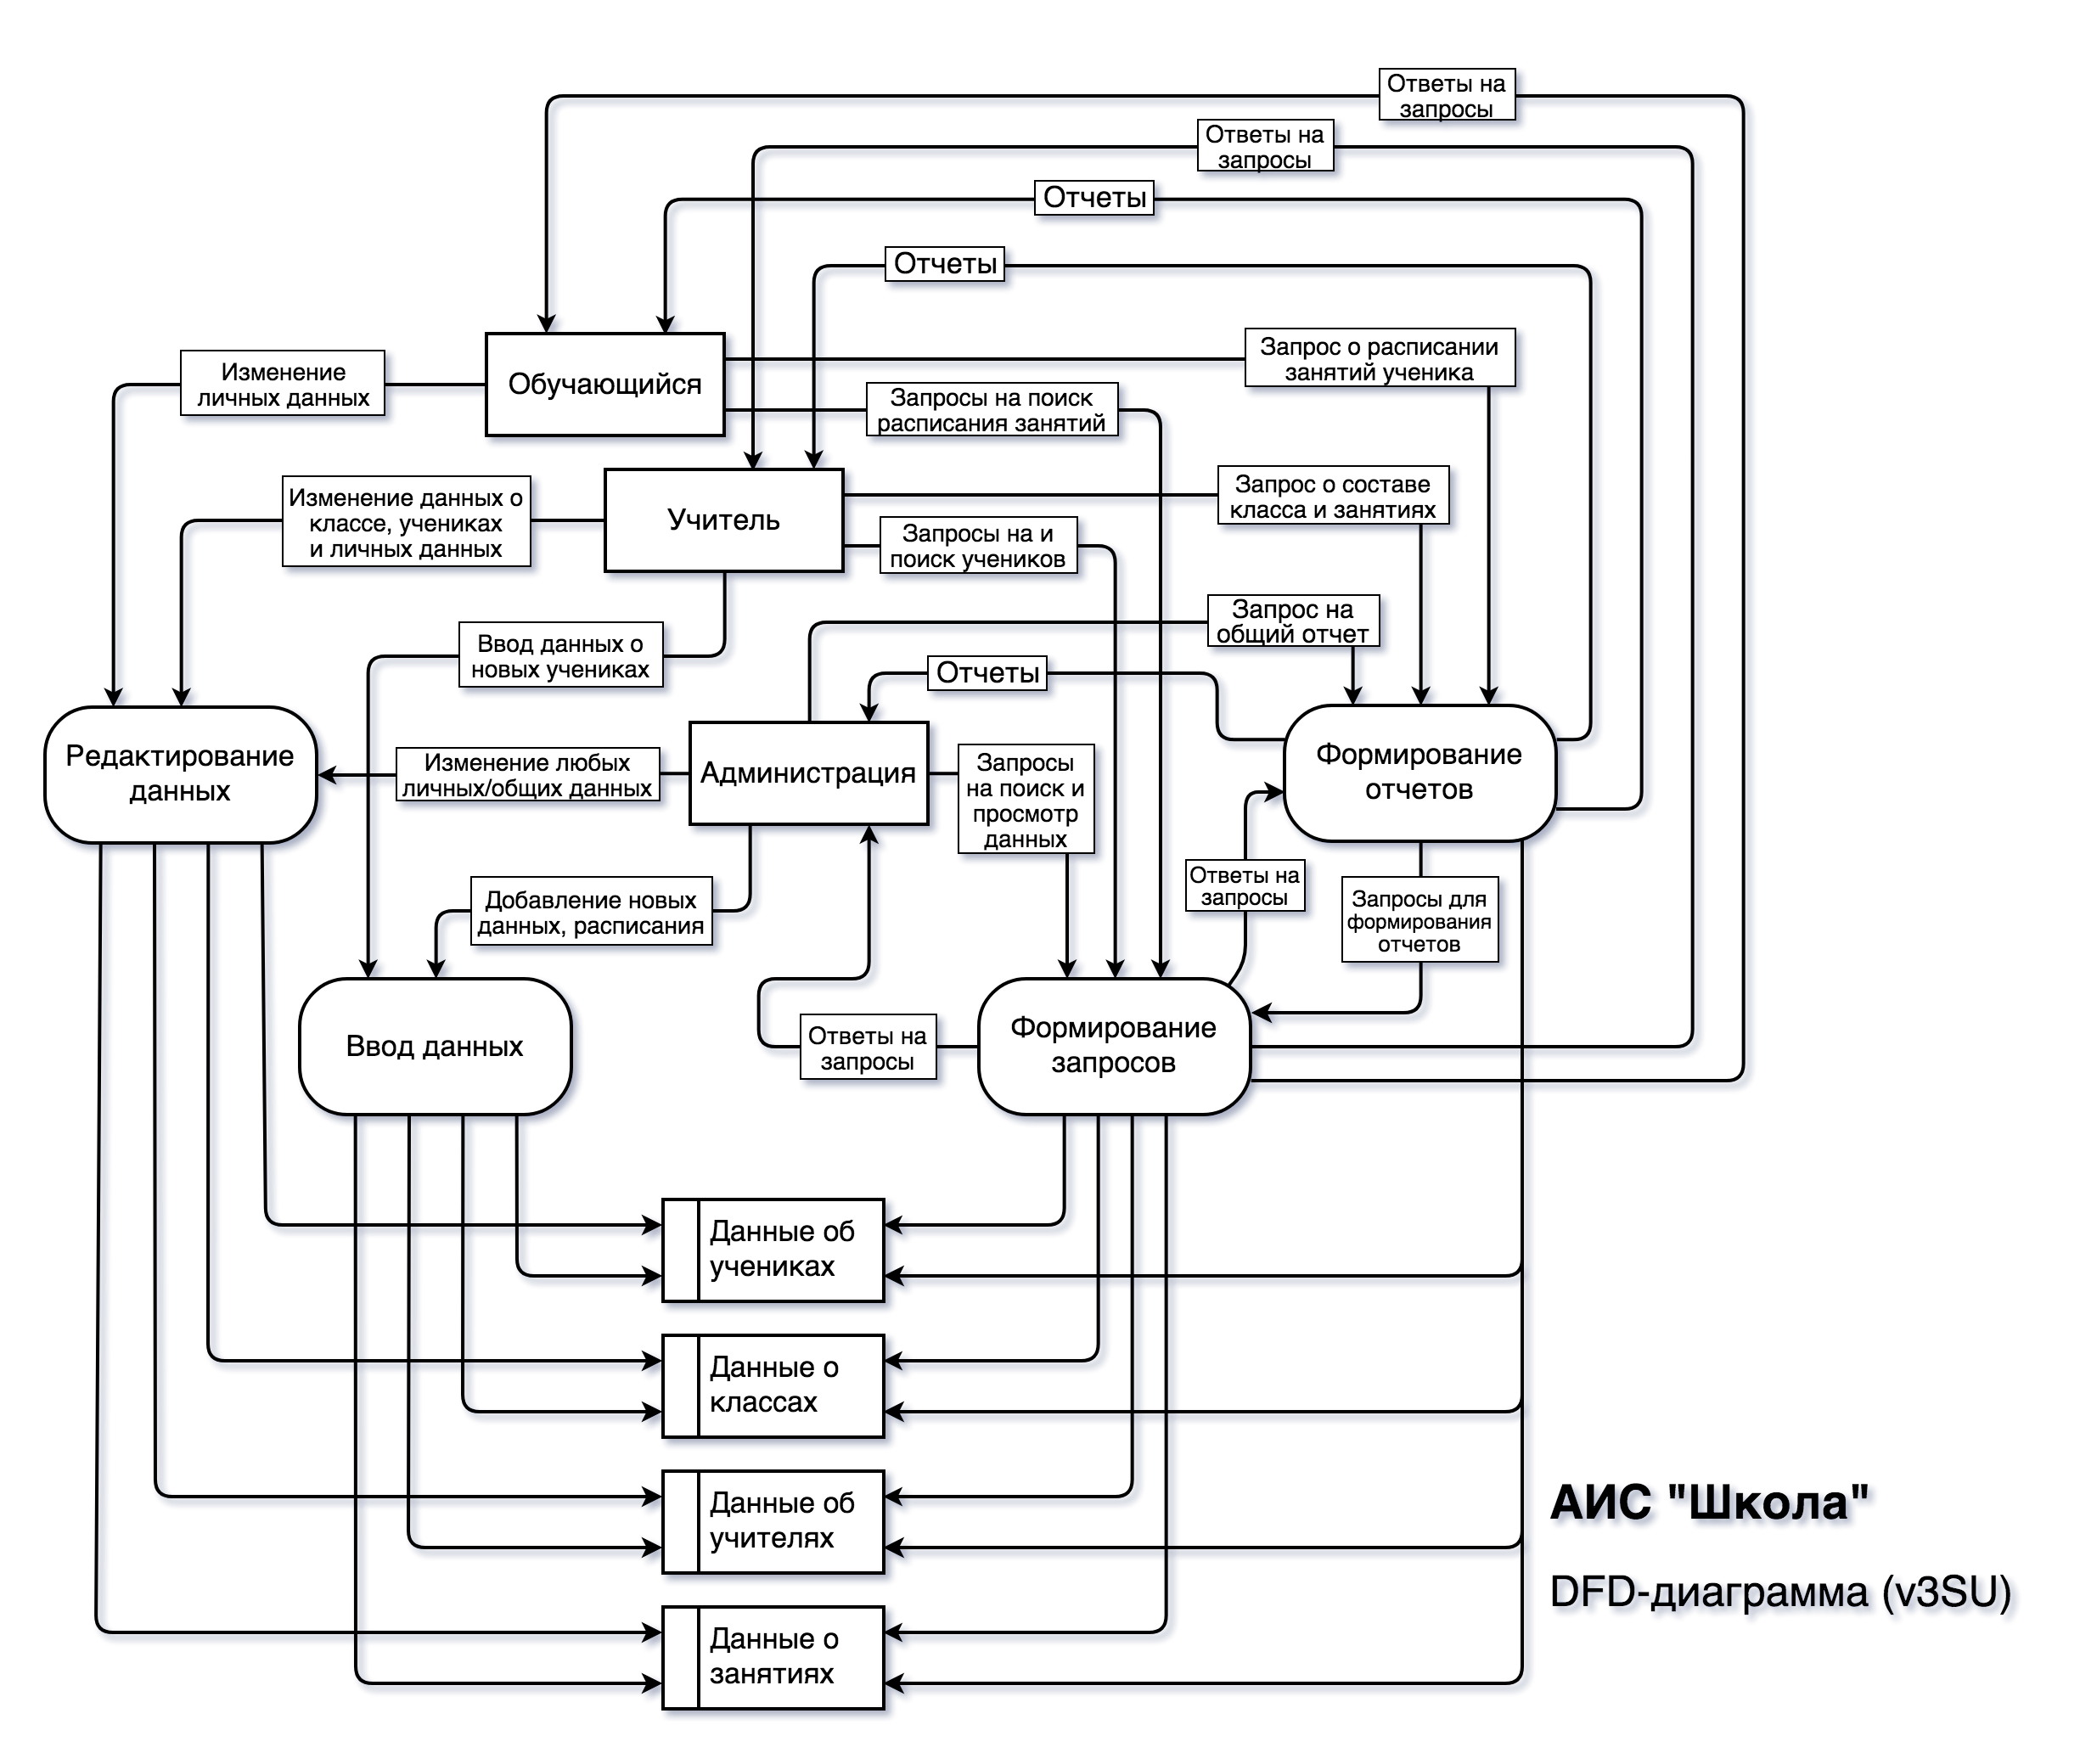 Ответы на
запросы
Ответы на
запросы
Отчеты
Отчеты
Запрос о расписании
занятий ученика
Изменение
личных данных
Обучающийся
Запросы на поиск
расписания занятий
Изменение данных о
классе, учениках
и личных данных
Учитель
Запрос о составе
класса и занятиях
Запросы на и
поиск учеников
Запрос на
общий отчет
Ввод данных о
новых учениках
Отчеты
Редактирование
данных
Изменение любых
личных/общих данных
Администрация
Запросы
на поиск и
просмотр
данных
Формирование
отчетов
Ответы на
запросы
Запросы для
формирования
отчетов
Добавление новых
данных, расписания
Ввод данных
Ответы на
запросы
Формирование
запросов
Данные об
учениках
Данные о
классах
Данные об
учителях
Данные о
занятиях
АИС "Школа"
DFD-диаграмма (v3SU)